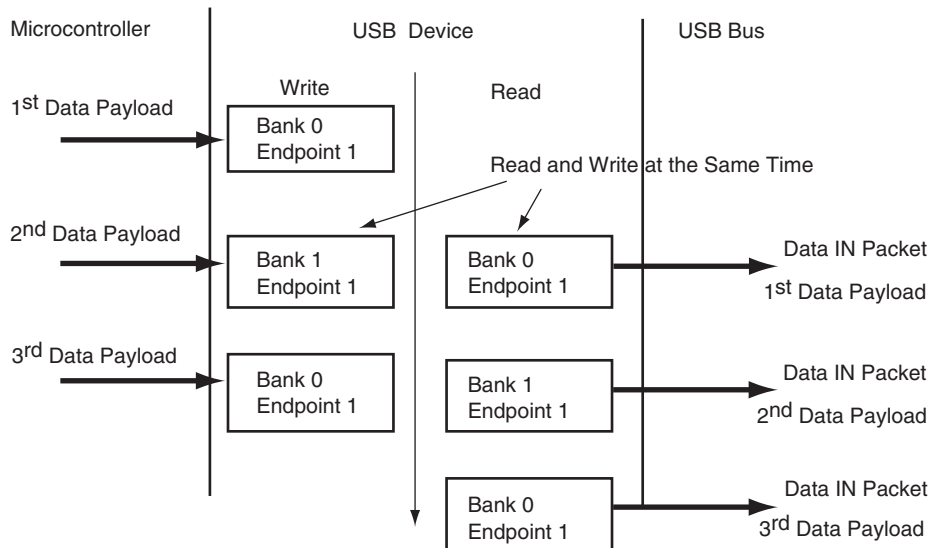 Microcontroller
USB Device
USB Bus
Write
Read
1st Data Payload
Bank 0
Endpoint 1
Read and Write at the Same Time
2nd Data Payload
Bank 1
Endpoint 1
Bank 0
Endpoint 1
Data IN Packet
1st Data Payload
3rd Data Payload
Bank 0
Endpoint 1
Bank 1
Endpoint 1
Data IN Packet
2nd Data Payload
Bank 0
Endpoint 1
Data IN Packet
3rd Data Payload